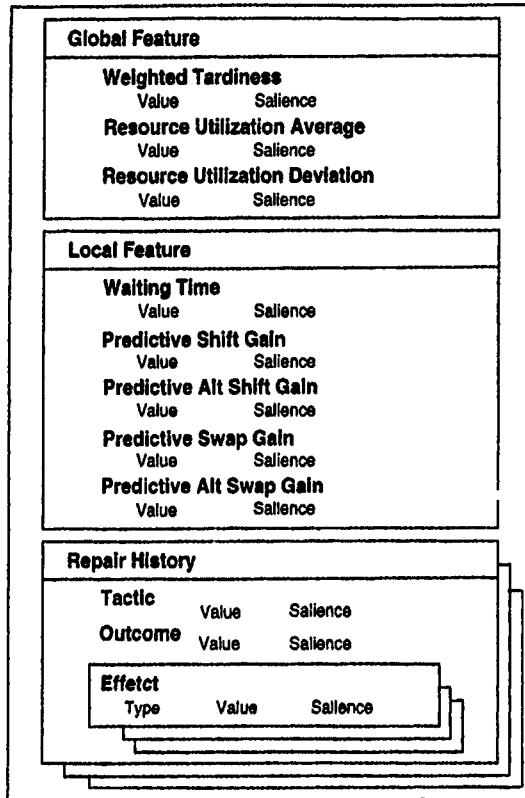 Global Feature
Weighted Tardiness
Value Salience
Resource Utilization Average
Value Salience
Resource Utilization Deviation
Value Salience
Local Feature
Waiting Time
Value Salience
Predictive Shift Gain
Value Salience
Predictive Alt Shift Gain
Value Salience
Predictive Swap Gain
Value Salience
Predictive Alt Swap Gain
Value Salience
Repair History
Tactic Value Salience
Outcome Value Salience
Effetct
Type Value Salience